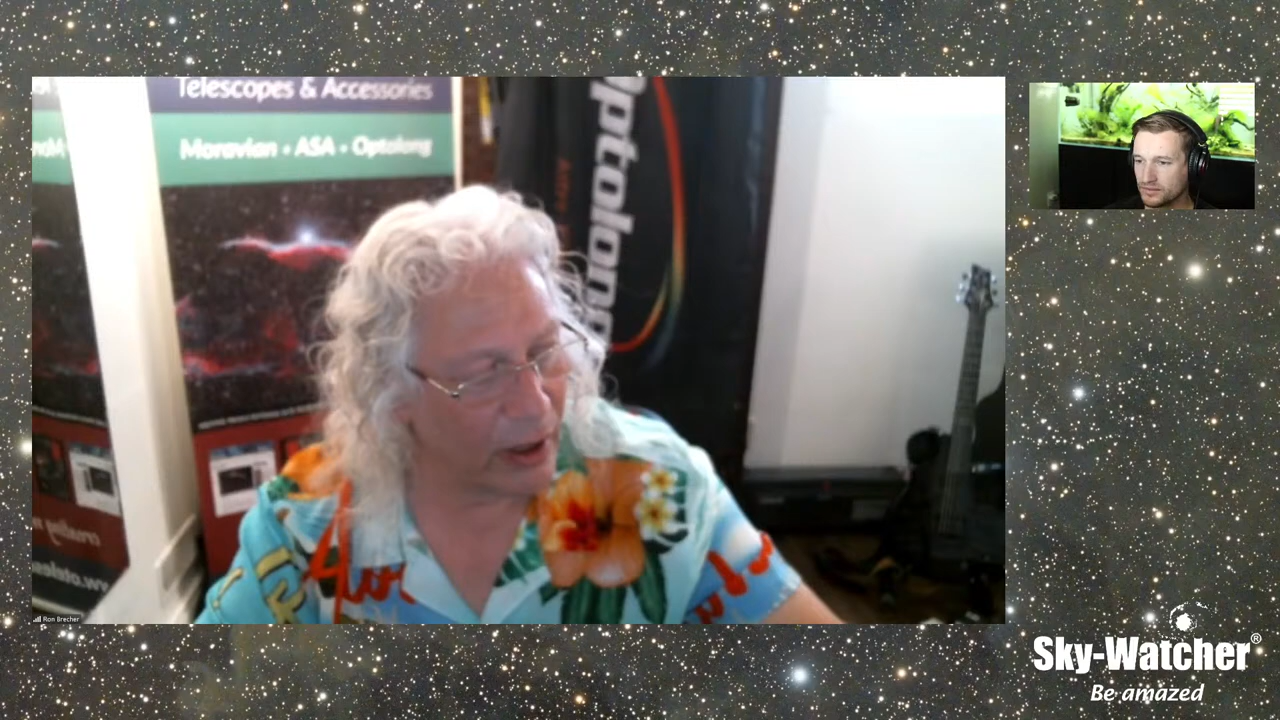 Telescopes & Accessories
Moravian • ASA • Optolong
optolong
Ron Brecher
Sky-Watcher®
Be amazed